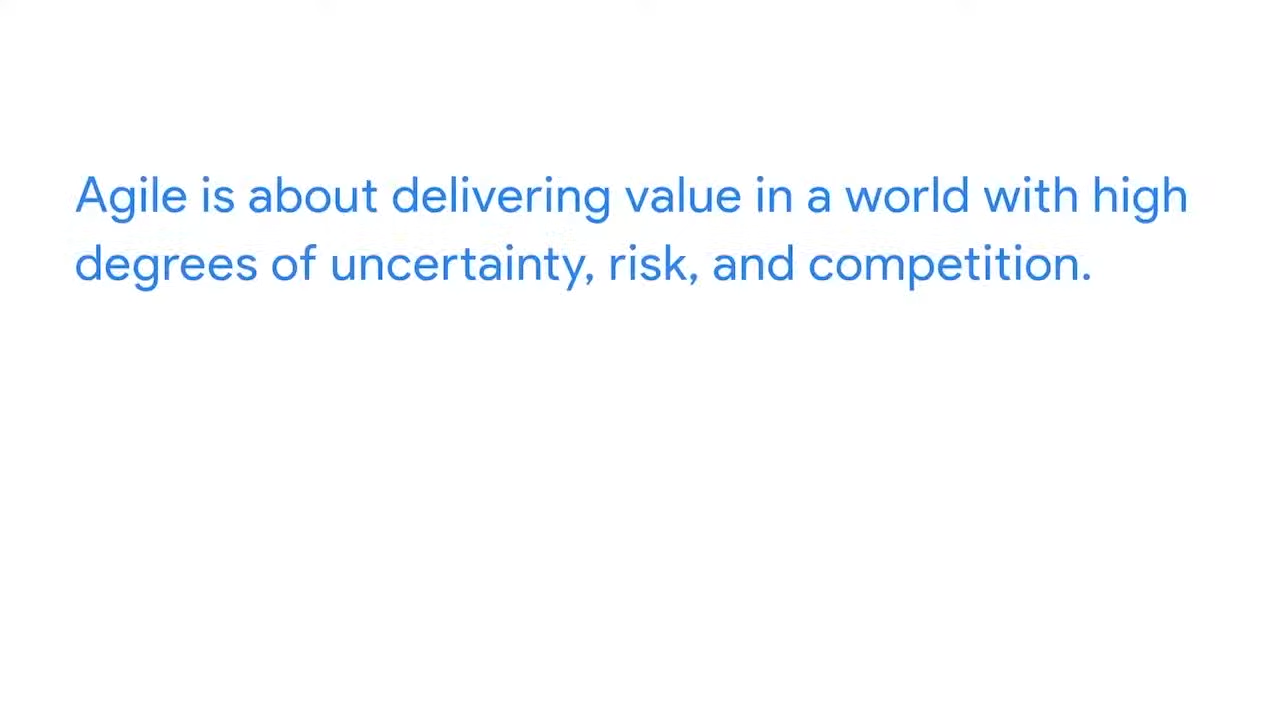 Agile is about delivering value in a world with high
degrees of uncertainty, risk, and competition.